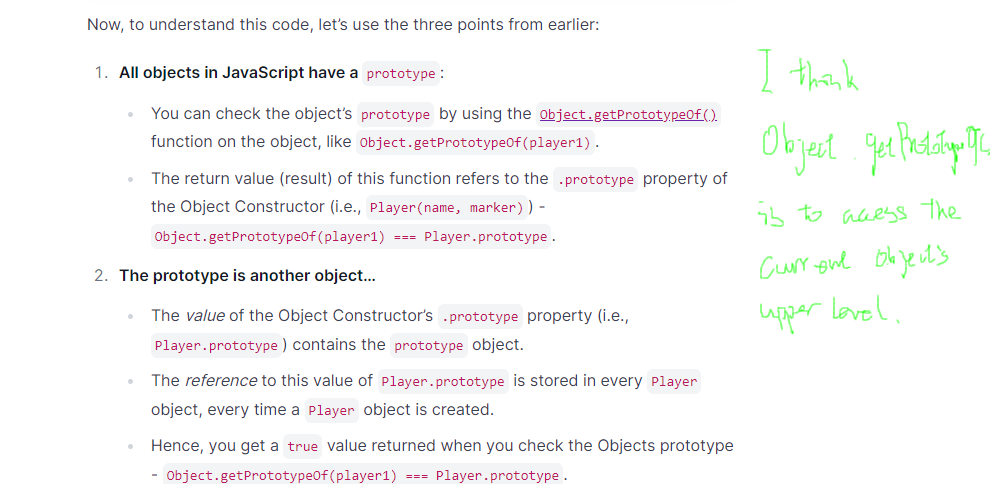 Now, to understand this code, let's use the three points from earlier:
1. All objects in JavaScript have a prototype:
You can check the object's prototype by using the Object.getPrototypeOf()
function on the object, like Object.getPrototypeOf(player1).
The return value (result) of this function refers to the .prototype property of
the Object Constructor (i.e., Player(name, marker)) -
Object.getPrototypeOf(player1) === Player.prototype.
2. The prototype is another object...
The value of the Object Constructor's .prototype property (i.e.,
Player.prototype) contains the prototype object.
The reference to this value of Player.prototype is stored in every Player
object, every time a Player object is created.
Hence, you get a true value returned when you check the Objects prototype
- Object.getPrototypeOf(player1) === Player.prototype.
I think
Object.getPrototypeOf
is to access the
current object's
upper level.